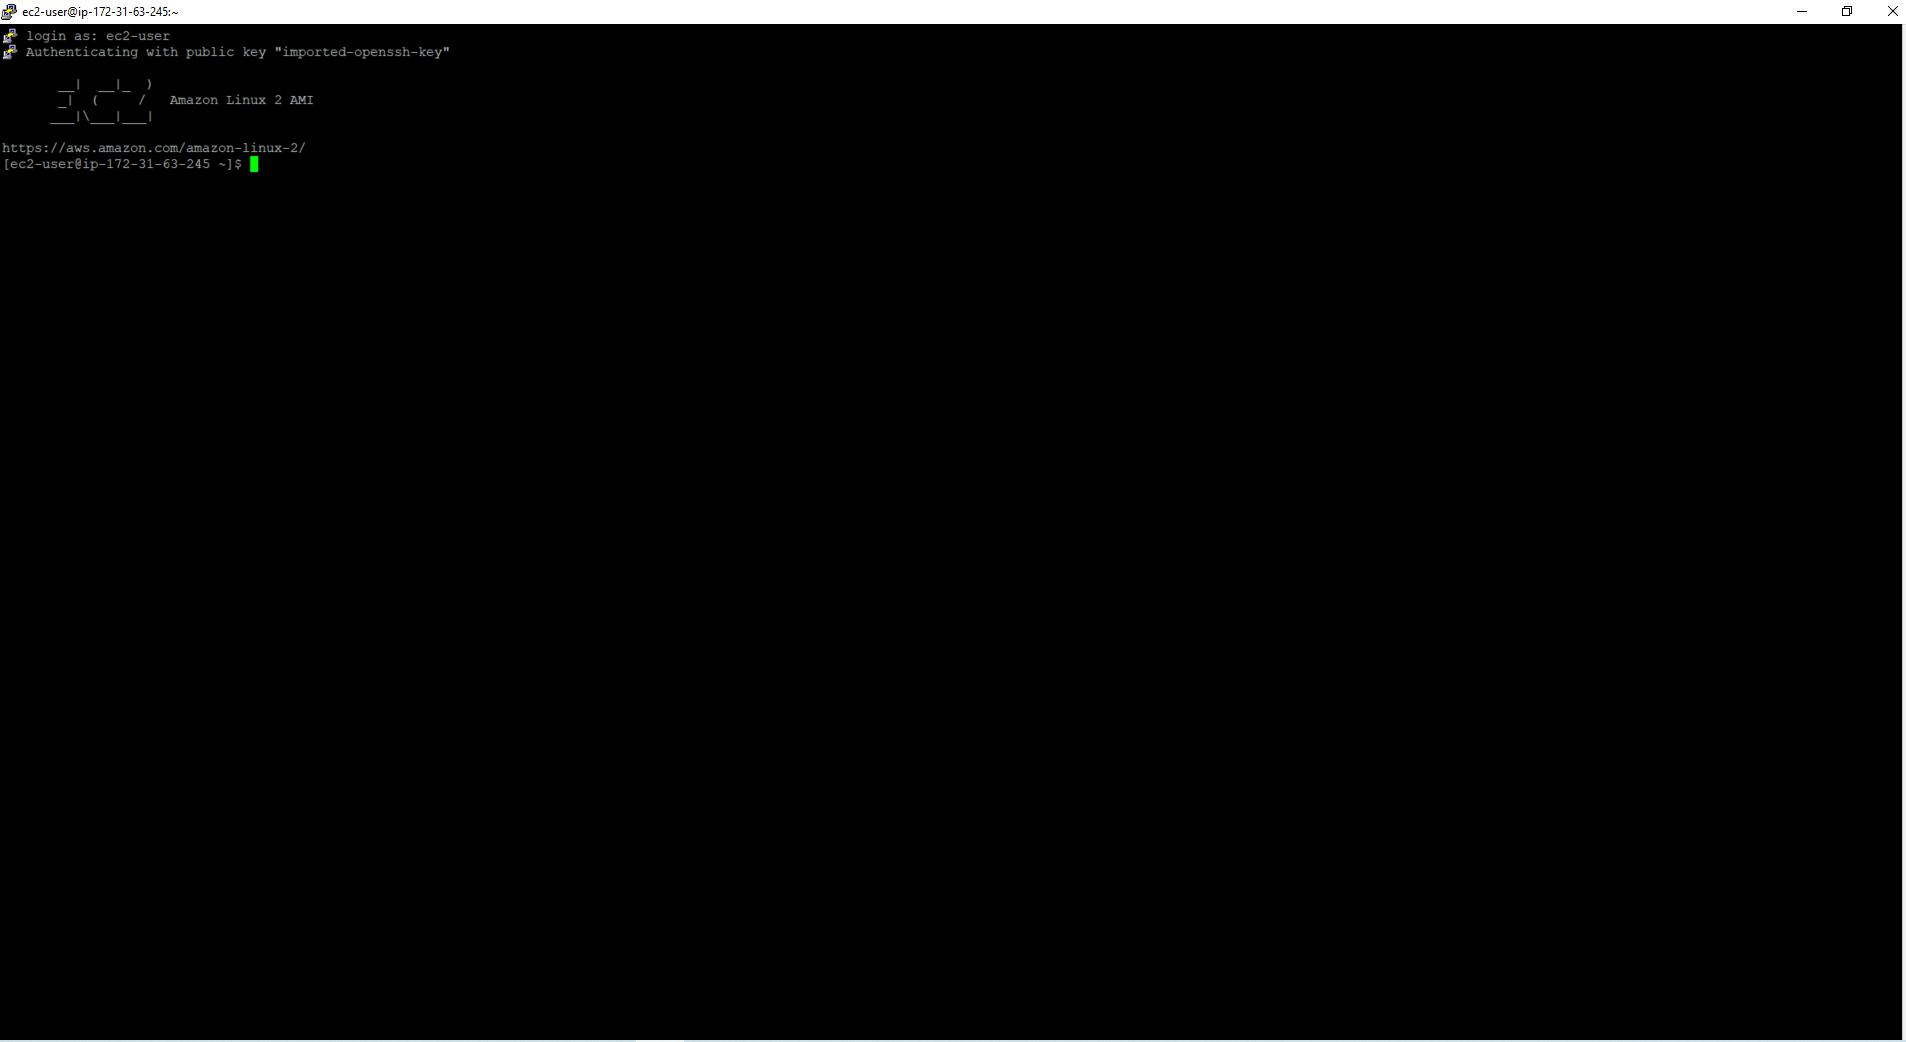 ec2-user@ip-172-31-63-245:~
login as: ec2-user
Authenticating with public key "imported-openssh-key"
       __|  __|_  )
       _|  (     /   Amazon Linux 2 AMI
      ___|\___|___|
https://aws.amazon.com/amazon-linux-2/
[ec2-user@ip-172-31-63-245 ~]$